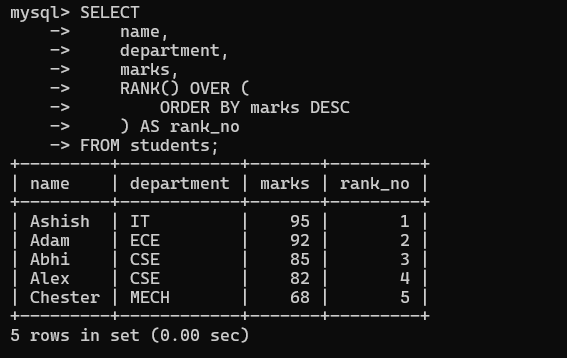 mysql> SELECT
    ->     name,
    ->     department,
    ->     marks,
    ->     RANK() OVER (
    ->         ORDER BY marks DESC
    ->     ) AS rank_no
    -> FROM students;
+---------+------------+-------+---------+
| name    | department | marks | rank_no |
+---------+------------+-------+---------+
| Ashish  | IT         |    95 |       1 |
| Adam    | ECE        |    92 |       2 |
| Abhi    | CSE        |    85 |       3 |
| Alex    | CSE        |    82 |       4 |
| Chester | MECH       |    68 |       5 |
+---------+------------+-------+---------+
5 rows in set (0.00 sec)